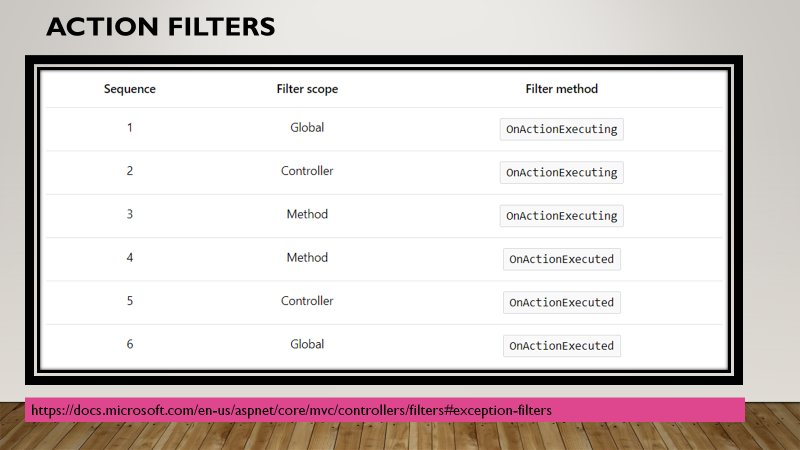 ACTION FILTERS
Sequence Filter scope Filter method
1 Global OnActionExecuting
2 Controller OnActionExecuting
3 Method OnActionExecuting
4 Method OnActionExecuted
5 Controller OnActionExecuted
6 Global OnActionExecuted
https://docs.microsoft.com/en-us/aspnet/core/mvc/controllers/filters#exception-filters